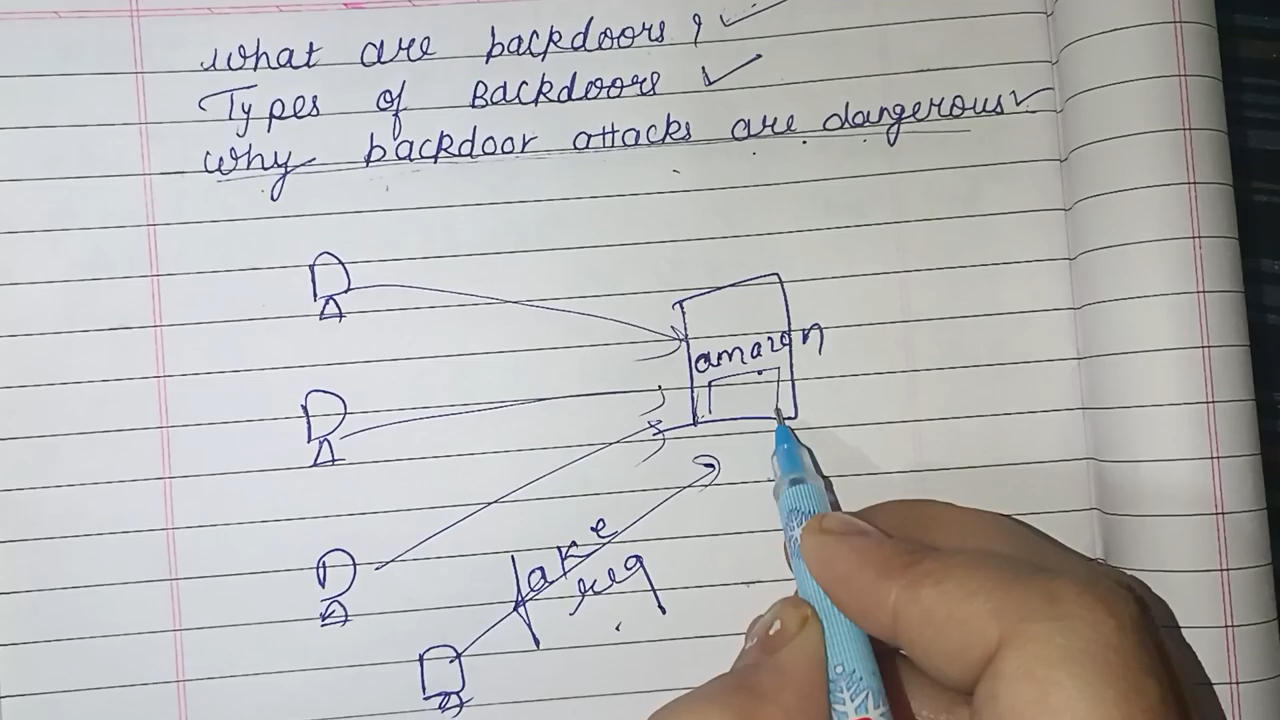 What are backdoors ?
Types of Backdoors
Why backdoor attacks are dangerous
amazon
fake
req